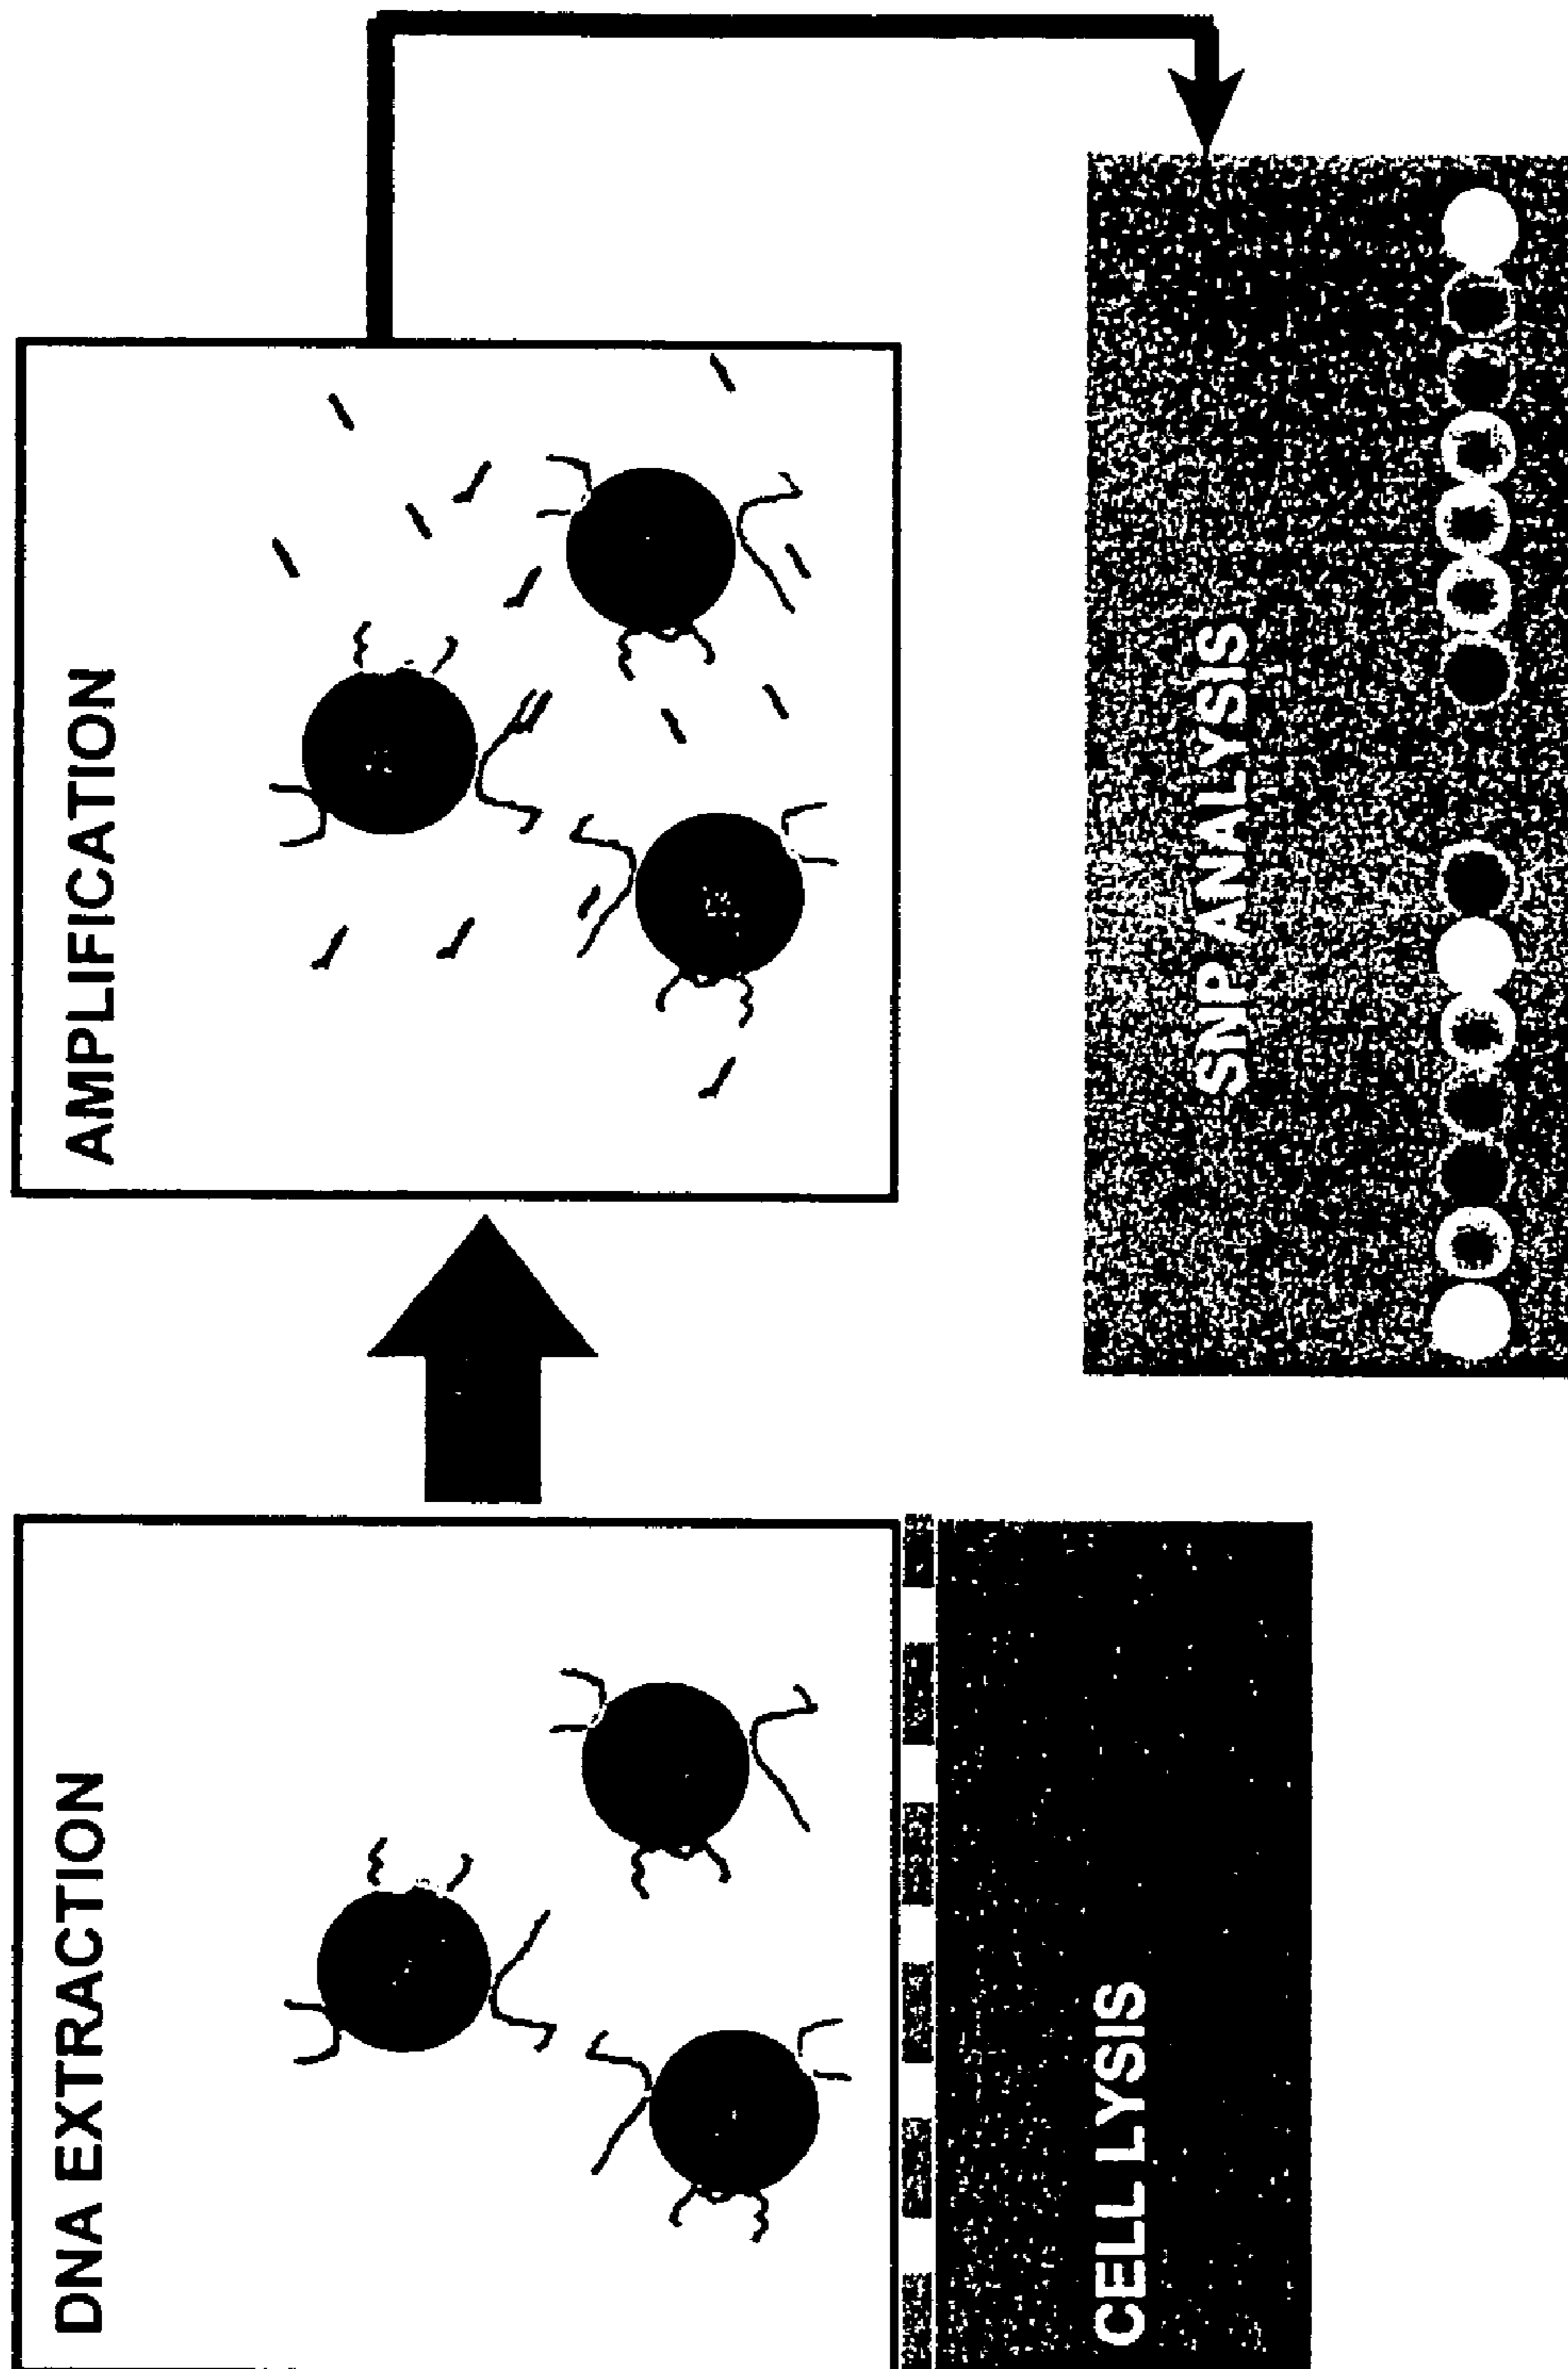 DNA EXTRACTION
AMPLIFICATION
CELL LYSIS
SNP ANALYSIS